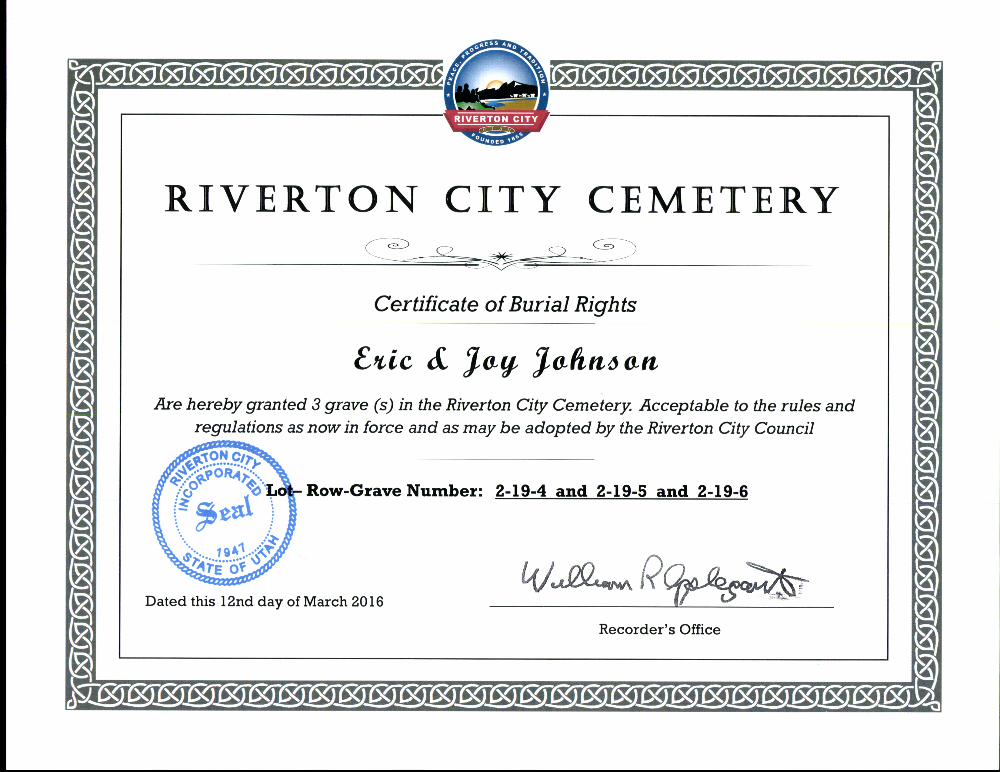 PEACE, PROGRESS AND TRADITION
RIVERTON CITY
UTAH
FOUNDED 1865
RIVERTON CITY CEMETERY
Certificate of Burial Rights
Eric & Joy Johnson
Are hereby granted 3 grave (s) in the Riverton City Cemetery. Acceptable to the rules and
regulations as now in force and as may be adopted by the Riverton City Council
RIVERTON CITY
INCORPORATED
Seal
1947
STATE OF UTAH
Lot– Row-Grave Number: 2-19-4 and 2-19-5 and 2-19-6
William R Applegarth
Dated this 12nd day of March 2016
Recorder's Office